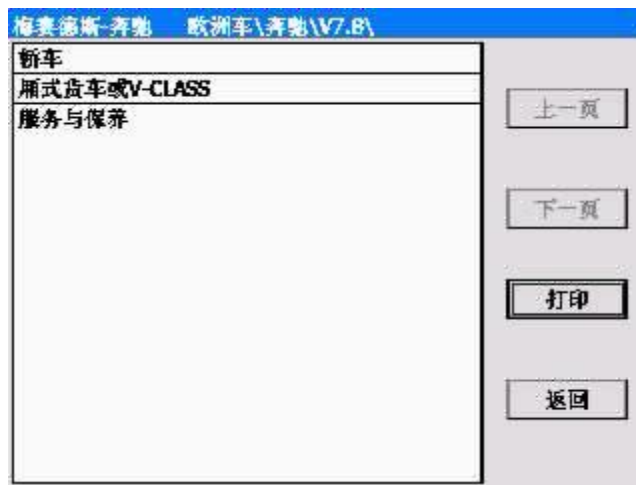 梅赛德斯-奔驰 欧洲车\奔驰\V7.8\
轿车
厢式货车或V-CLASS
服务与保养
上一页
下一页
打印
返回